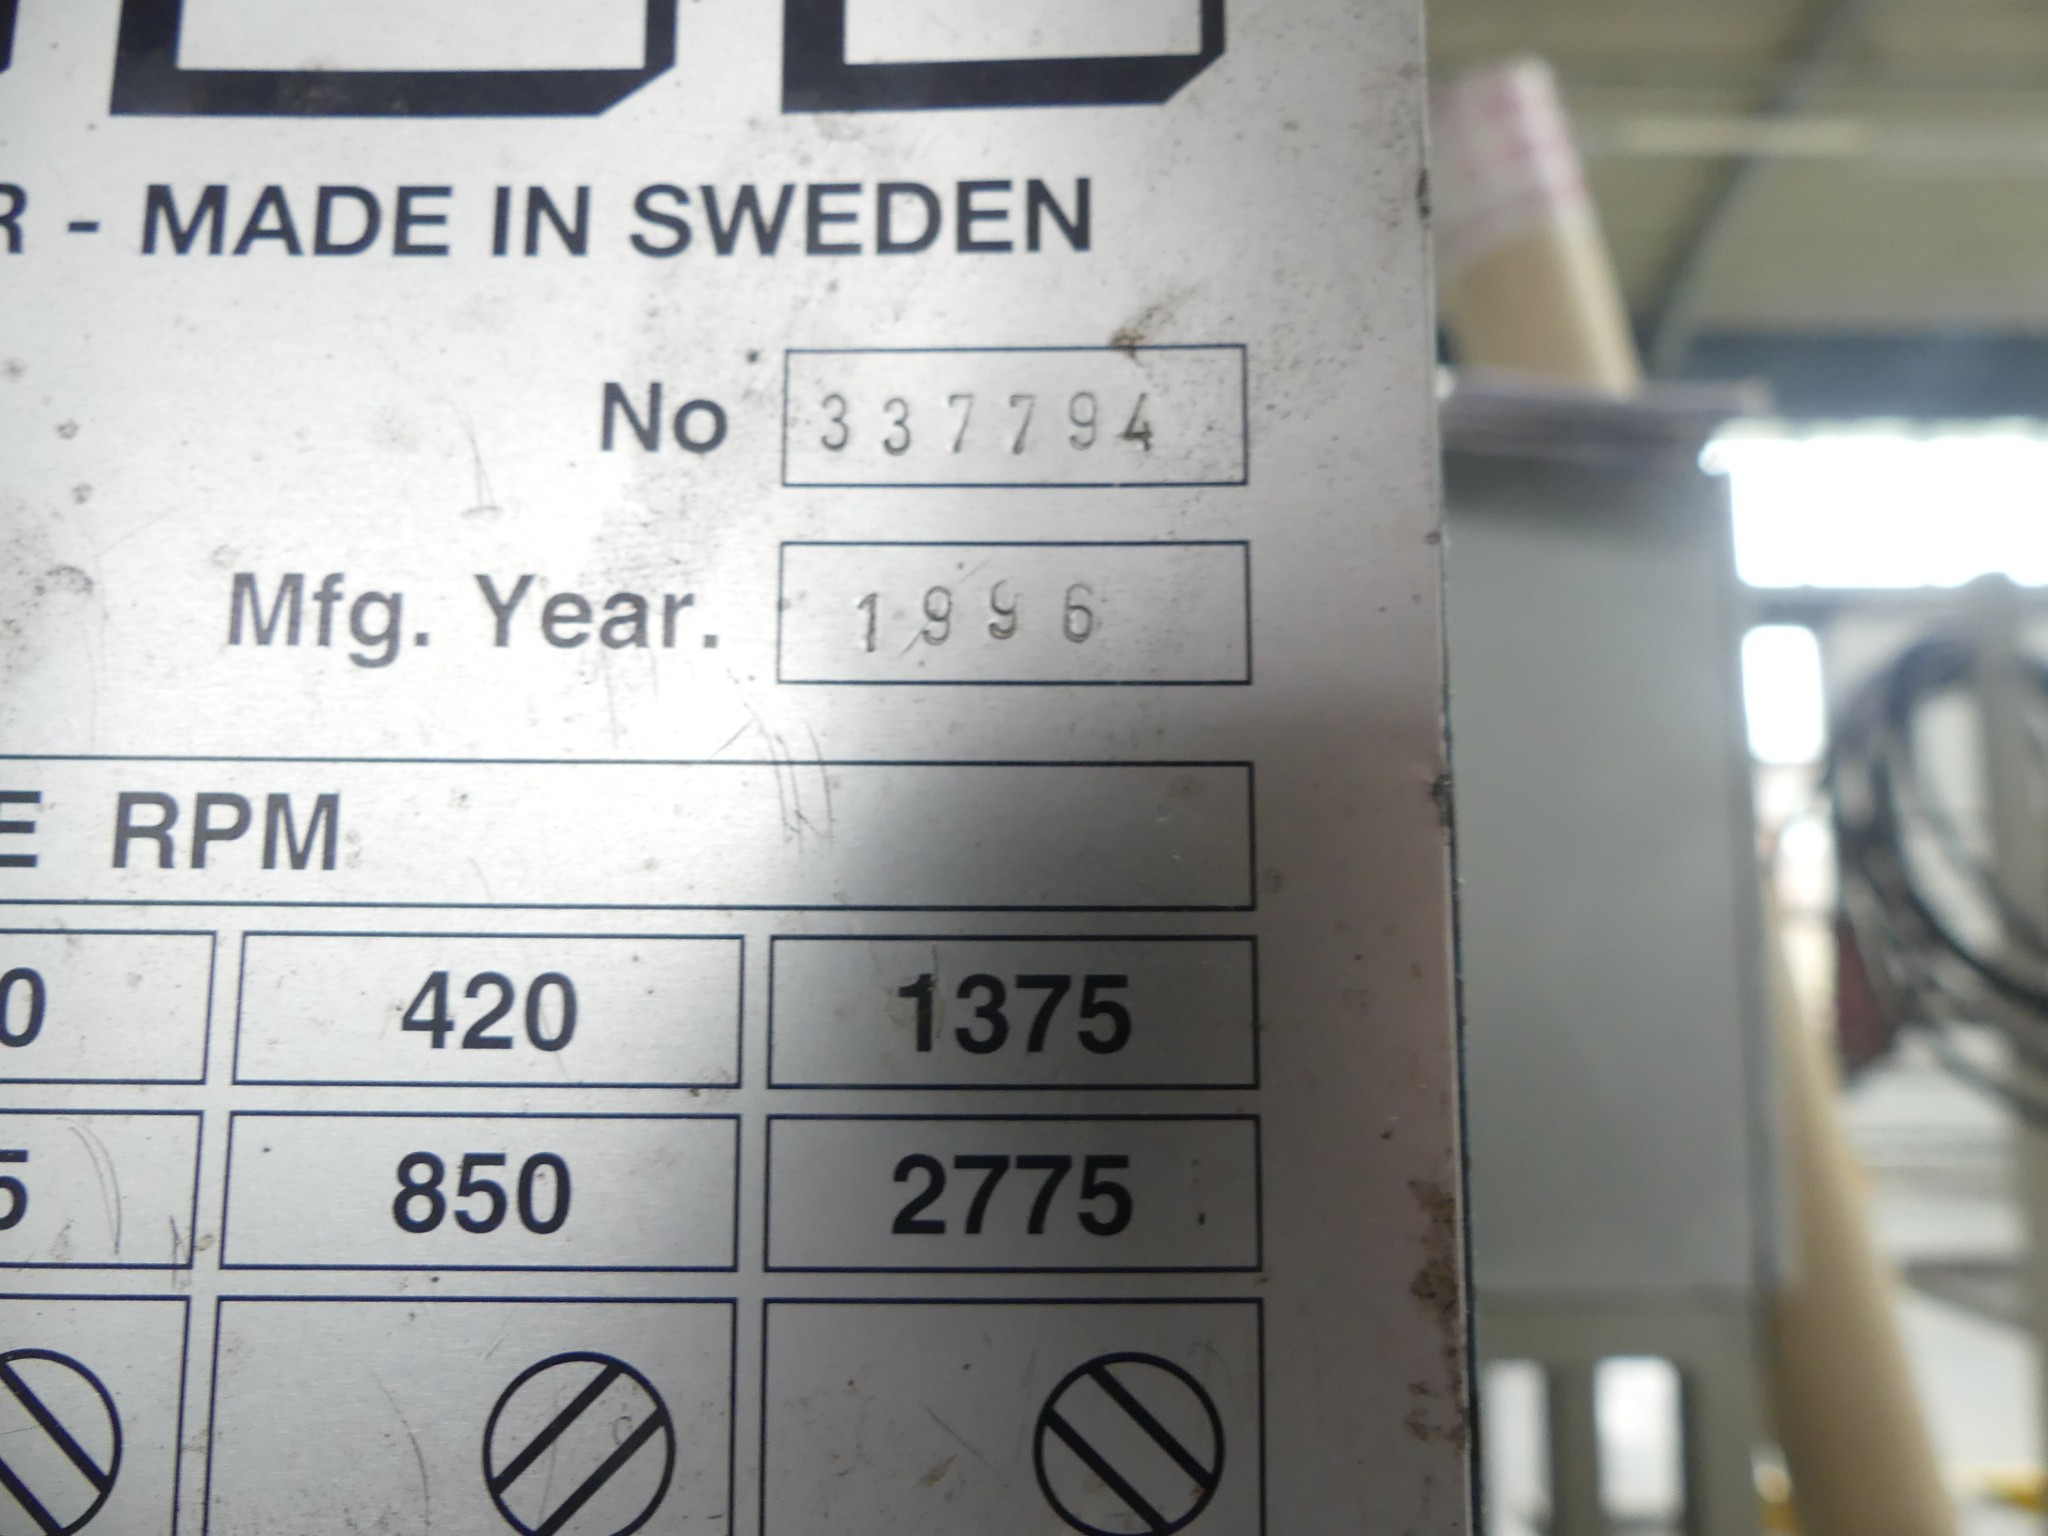 R - MADE IN SWEDEN
No 337794
Mfg. Year. 1996
E RPM
0 420 1375
5 850 2775